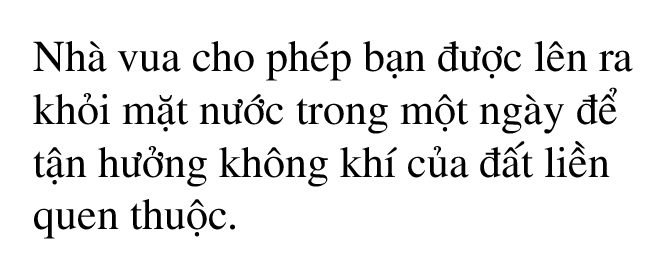 Nhà vua cho phép bạn được lên ra
khỏi mặt nước trong một ngày để
tận hưởng không khí của đất liền
quen thuộc.